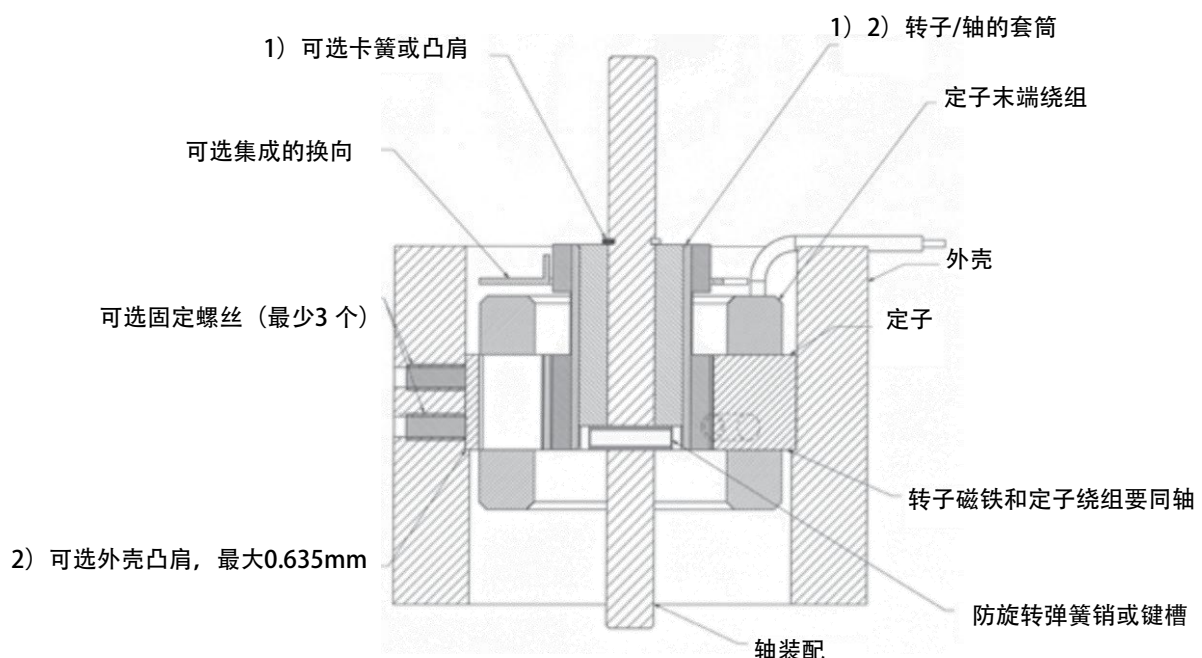 1）可选卡簧或凸肩
1）2）转子/轴的套筒
定子末端绕组
可选集成的换向
外壳
可选固定螺丝（最少3 个）
定子
转子磁铁和定子绕组要同轴
2）可选外壳凸肩，最大0.635mm
防旋转弹簧销或键槽
轴装配